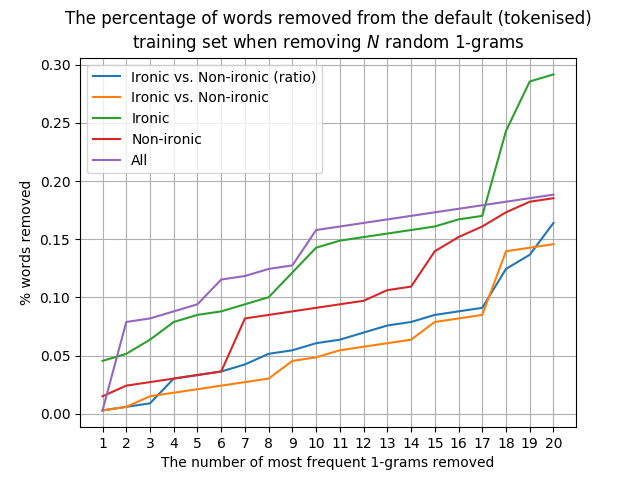 The percentage of words removed from the default (tokenised)
training set when removing N random 1-grams
0.30
0.25
0.20
0.15
0.10
0.05
0.00
% words removed
Ironic vs. Non-ironic (ratio)
Ironic vs. Non-ironic
Ironic
Non-ironic
All
1 2 3 4 5 6 7 8 9 10 11 12 13 14 15 16 17 18 19 20
The number of most frequent 1-grams removed